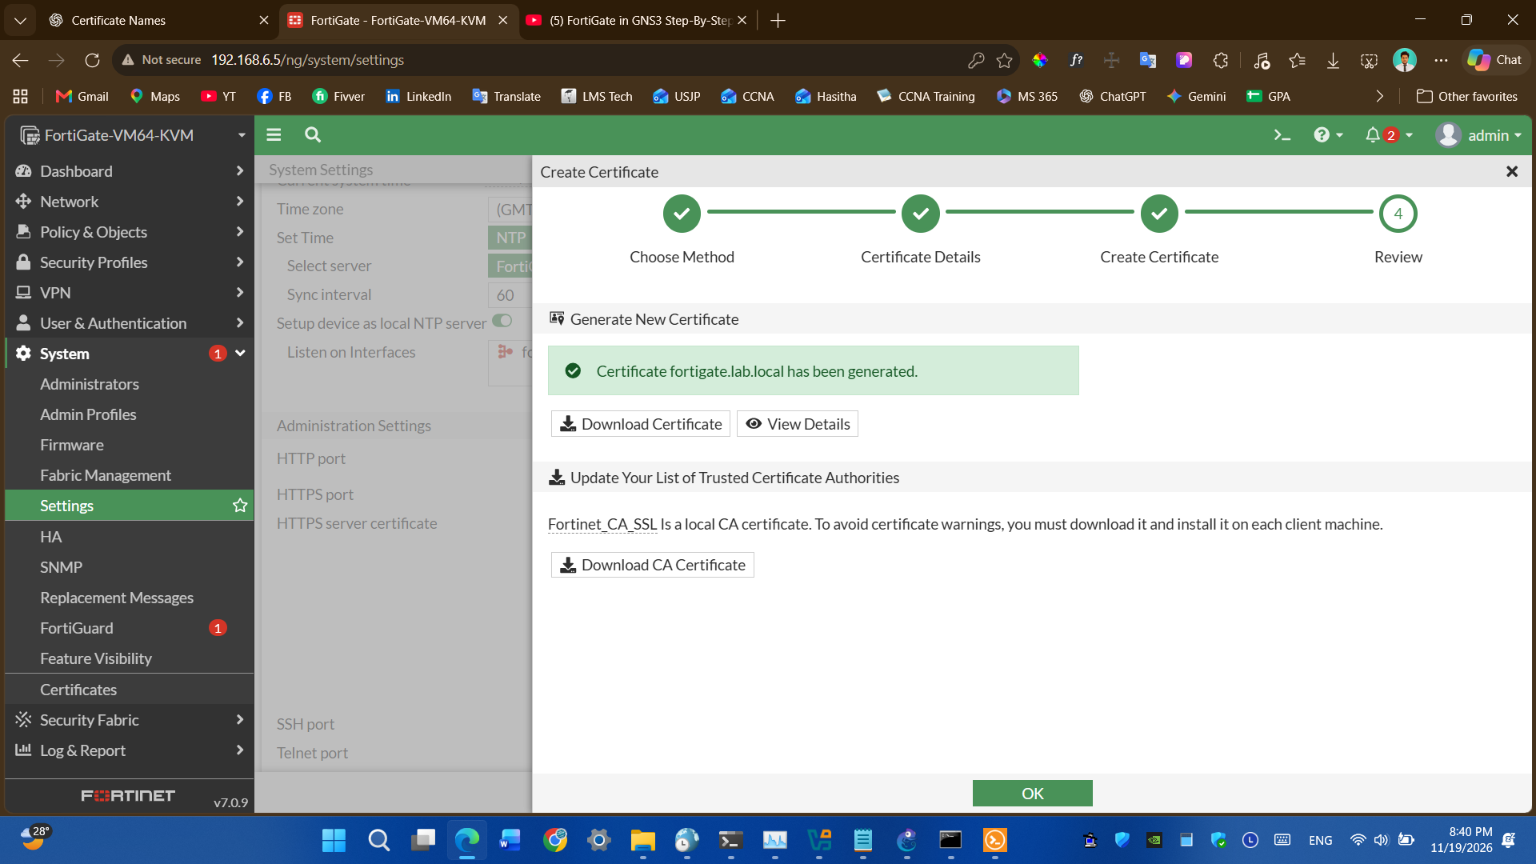 Certificate Names
FortiGate - FortiGate-VM64-KVM
(5) FortiGate in GNS3 Step-By-Step
Not secure 192.168.6.5/ng/system/settings
Chat
Gmail Maps YT FB Fivver LinkedIn Translate LMS Tech USJP CCNA Hasitha CCNA Training MS 365 ChatGPT Gemini GPA Other favorites
FortiGate-VM64-KVM
>_ ? 2 admin
Dashboard
Network
Policy & Objects
Security Profiles
VPN
User & Authentication
System 1
Administrators
Admin Profiles
Firmware
Fabric Management
Settings
HA
SNMP
Replacement Messages
FortiGuard 1
Feature Visibility
Certificates
Security Fabric
Log & Report
FORTINET v7.0.9
System Settings
Current system time
Time zone (GMT
Set Time NTP
Select server FortiG
Sync interval 60
Setup device as local NTP server
Listen on Interfaces fo
Administration Settings
HTTP port
HTTPS port
HTTPS server certificate
SSH port
Telnet port
Create Certificate
4
Choose Method Certificate Details Create Certificate Review
Generate New Certificate
Certificate fortigate.lab.local has been generated.
Download Certificate View Details
Update Your List of Trusted Certificate Authorities
Fortinet_CA_SSL Is a local CA certificate. To avoid certificate warnings, you must download it and install it on each client machine.
Download CA Certificate
OK
28°
ENG
8:40 PM
11/19/2026